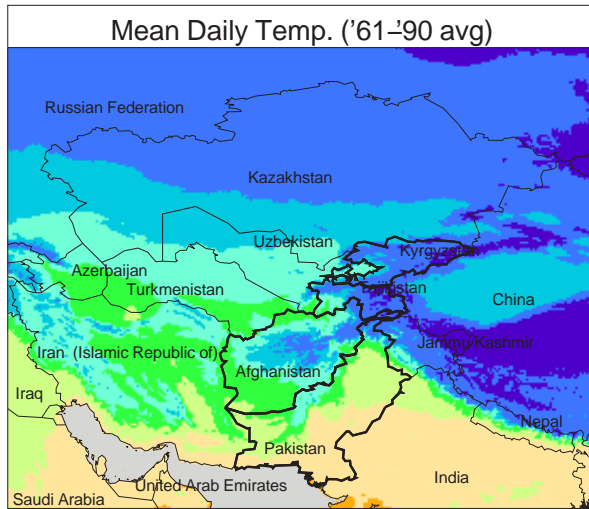 Mean Daily Temp. ('61–'90 avg)
Russian Federation
Kazakhstan
Uzbekistan
Kyrgyzstan
Azerbaijan
Turkmenistan
Tajikistan
China
Iran (Islamic Republic of)
Jammu/Kashmir
Afghanistan
Iraq
Nepal
Pakistan
India
United Arab Emirates
Saudi Arabia